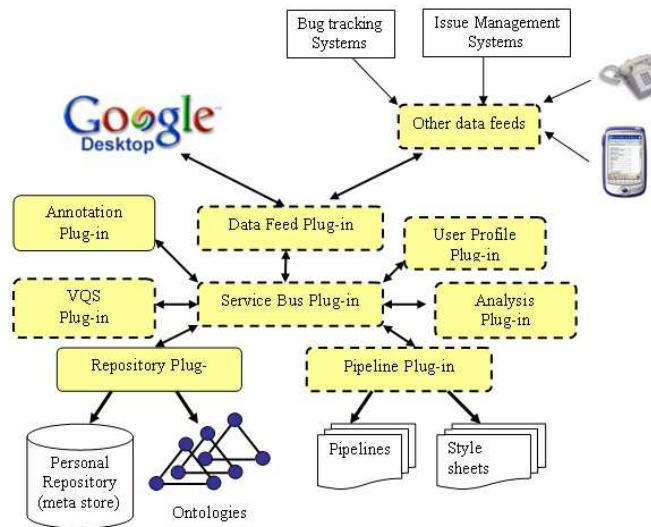 Bug tracking
Systems
Issue Management
Systems
Google
Desktop
Other data feeds
Annotation
Plug-in
Data Feed Plug-in
User Profile
Plug-in
VQS
Plug-in
Service Bus Plug-in
Analysis
Plug-in
Repository Plug-
Pipeline Plug-in
Personal
Repository
(meta store)
Ontologies
Pipelines
Style
sheets